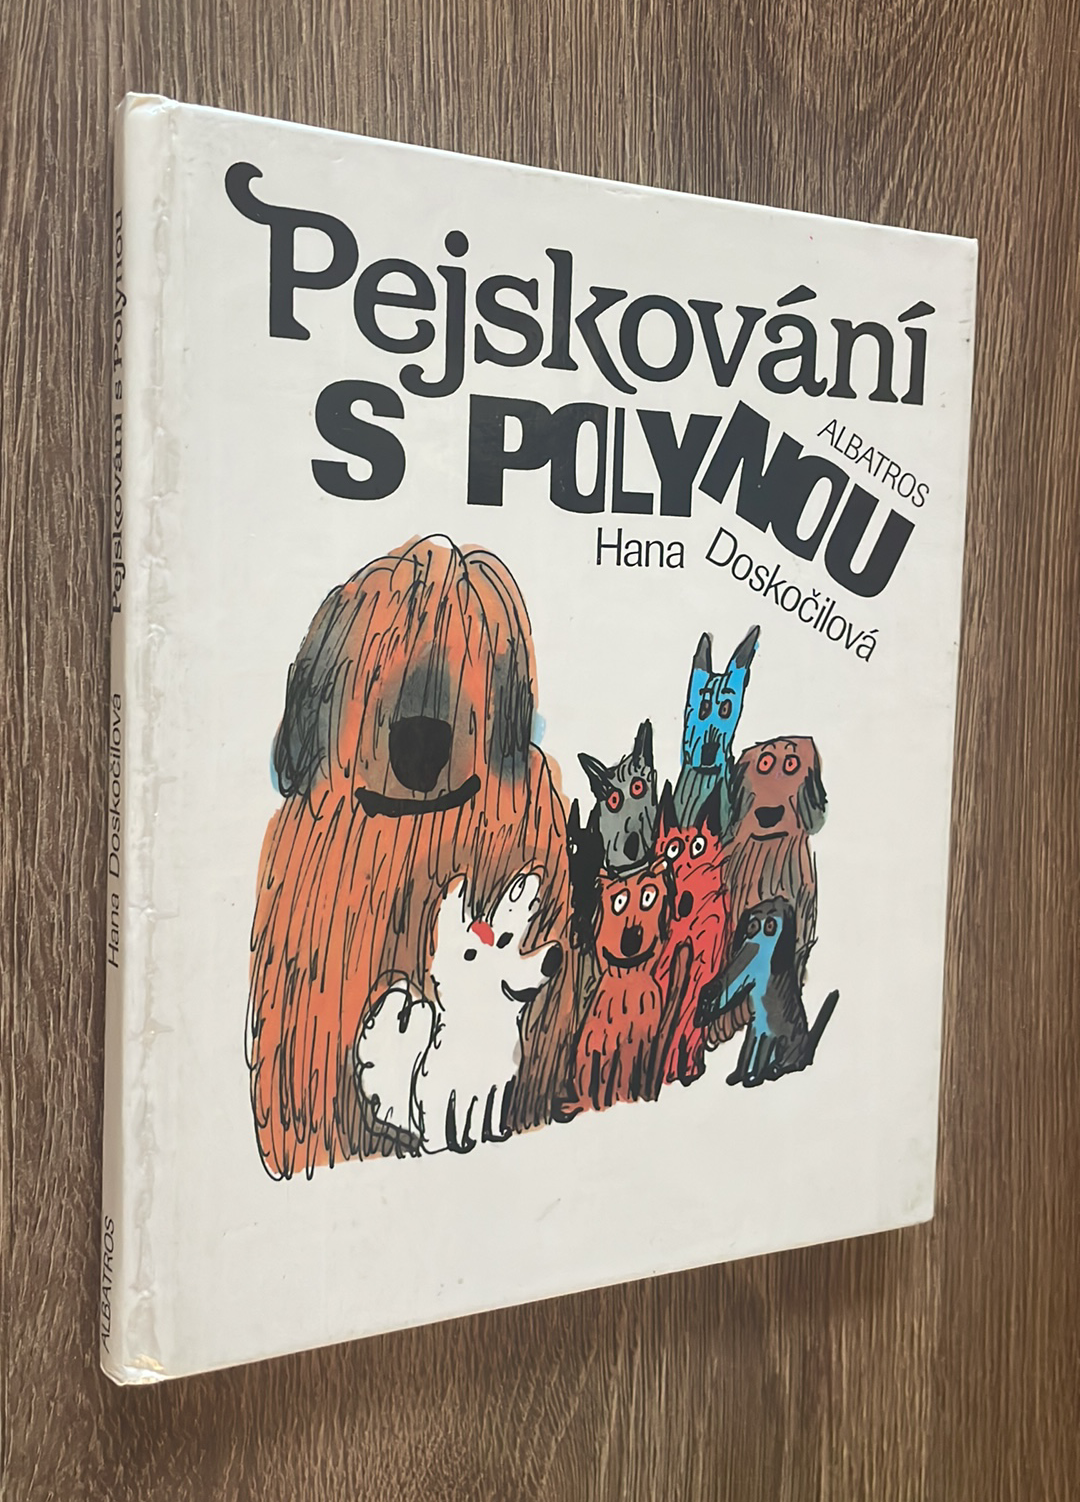 Pejskování
S POLYNOU
ALBATROS
Hana Doskočilová
Pejskování s Polynou
Hana Doskočilová
ALBATROS